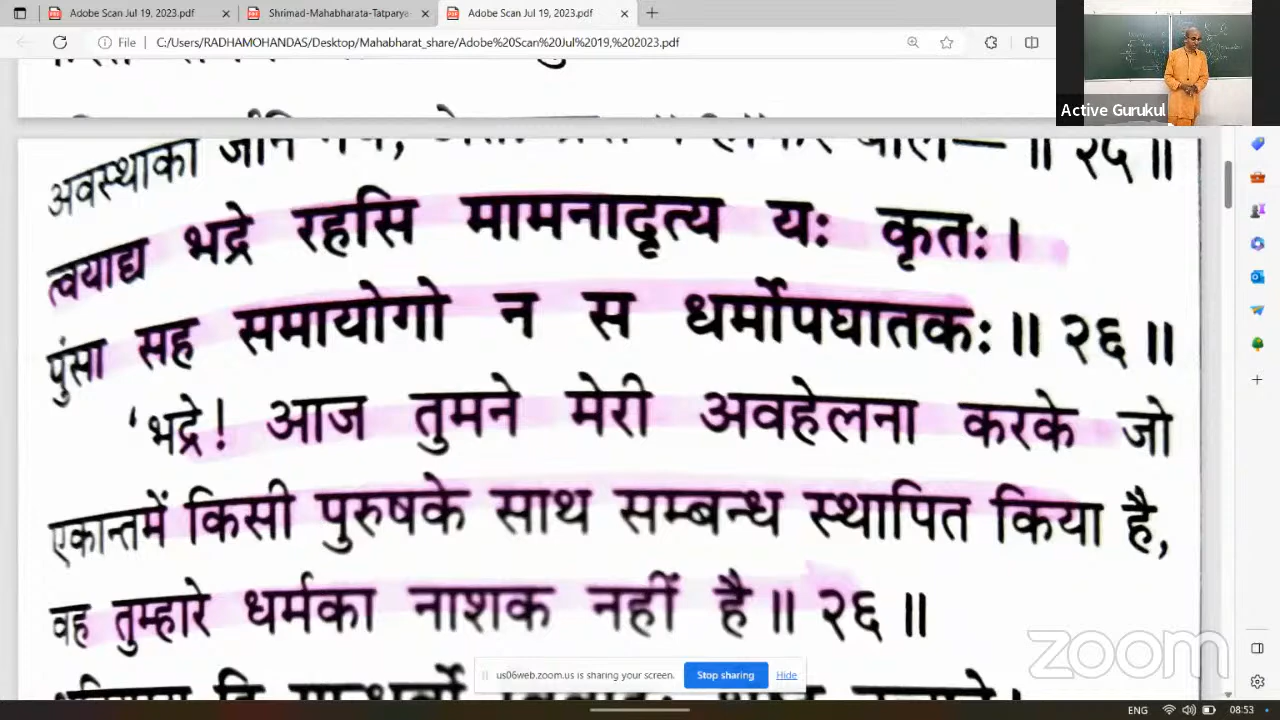 Adobe Scan Jul 19, 2023.pdf
Shrimad-Mahabharata-Tatparya
Adobe Scan Jul 19, 2023.pdf
File
C:/Users/RADHAMOHANDAS/Desktop/Mahabharat_share/Adobe%20Scan%20Jul%2019,%202023.pdf
Active Gurukul
अवस्थाको जान ॥ २५ ॥
त्वयाद्य भद्रे रहसि मामनादृत्य यः कृतः।
पुंसा सह समायोगो न स धर्मोपघातकः॥ २६॥
'भद्रे! आज तुमने मेरी अवहेलना करके जो
एकान्तमें किसी पुरुषके साथ सम्बन्ध स्थापित किया है,
वह तुम्हारे धर्मका नाशक नहीं है॥ २६॥
zoom
us06web.zoom.us is sharing your screen.
Stop sharing
Hide
ENG
08:53